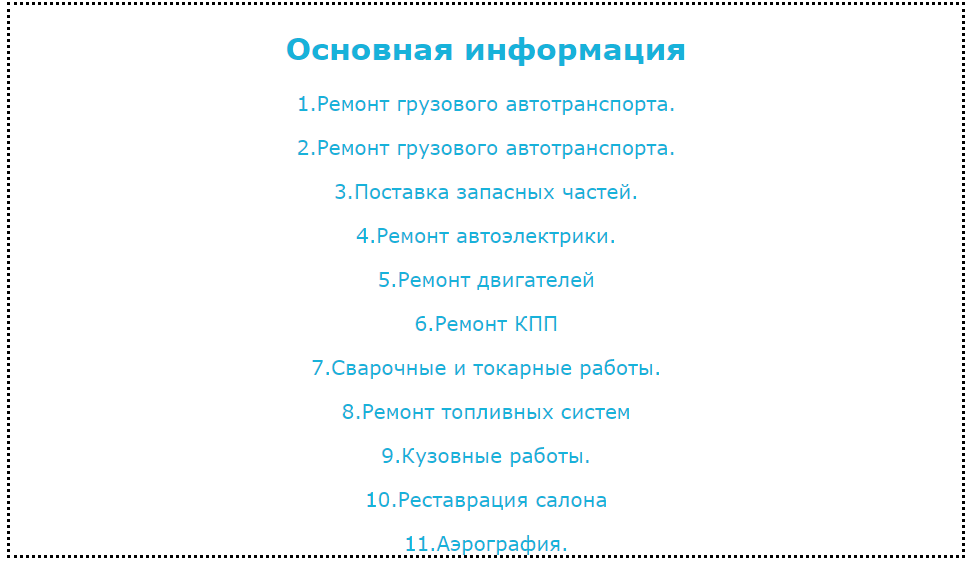 Основная информация
1.Ремонт грузового автотранспорта.
2.Ремонт грузового автотранспорта.
3.Поставка запасных частей.
4.Ремонт автоэлектрики.
5.Ремонт двигателей
6.Ремонт КПП
7.Сварочные и токарные работы.
8.Ремонт топливных систем
9.Кузовные работы.
10.Реставрация салона
11.Аэрография.